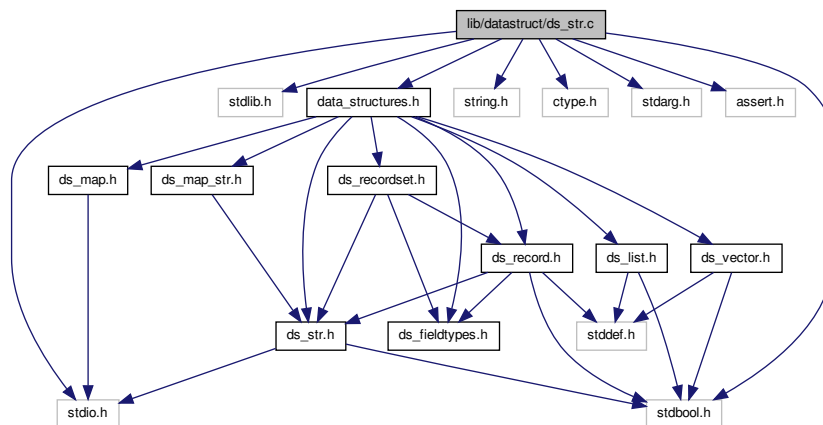 lib/datastruct/ds_str.c
stdlib.h
data_structures.h
string.h
ctype.h
stdarg.h
assert.h
ds_map.h
ds_map_str.h
ds_recordset.h
ds_record.h
ds_list.h
ds_vector.h
ds_str.h
ds_fieldtypes.h
stddef.h
stdio.h
stdbool.h